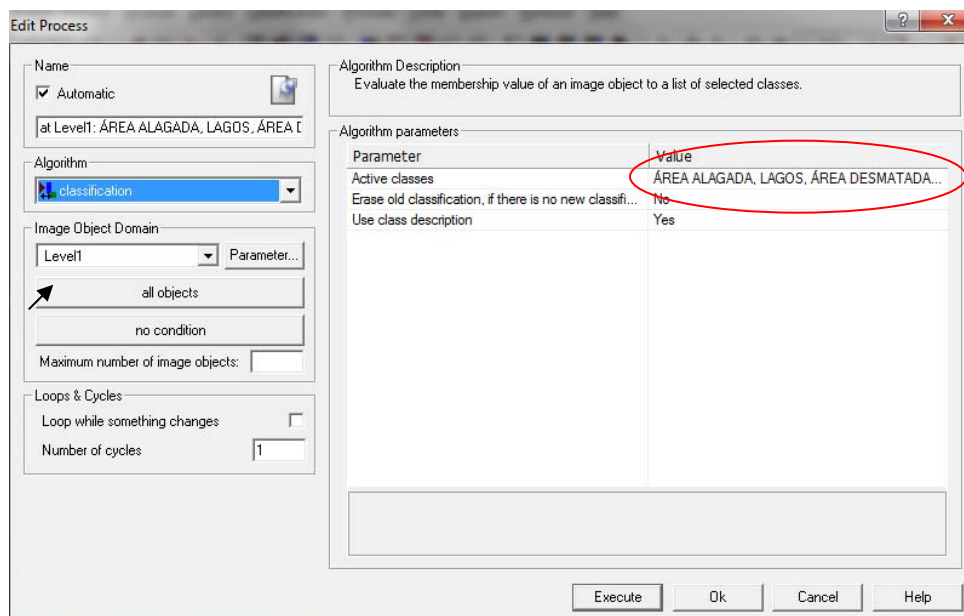 Edit Process
Name
Automatic
at Level1: ÁREA ALAGADA, LAGOS, ÁREA D
Algorithm
classification
Image Object Domain
Level1
Parameter...
all objects
no condition
Maximum number of image objects:
Loops & Cycles
Loop while something changes
Number of cycles
1
Algorithm Description
Evaluate the membership value of an image object to a list of selected classes.
Algorithm parameters
Parameter Value
Active classes ÁREA ALAGADA, LAGOS, ÁREA DESMATADA...
Erase old classification, if there is no new classifi... No
Use class description Yes
Execute Ok Cancel Help